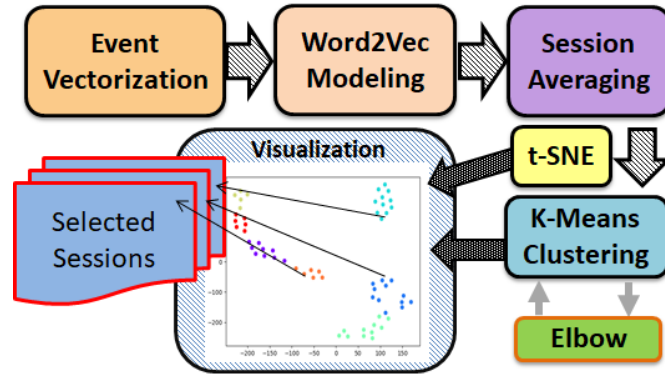 Event
Vectorization
Word2Vec
Modeling
Session
Averaging
Visualization
t-SNE
Selected
Sessions
K-Means
Clustering
Elbow
0
−100
−200
−200
−150
−100
−50
0
50
100
150